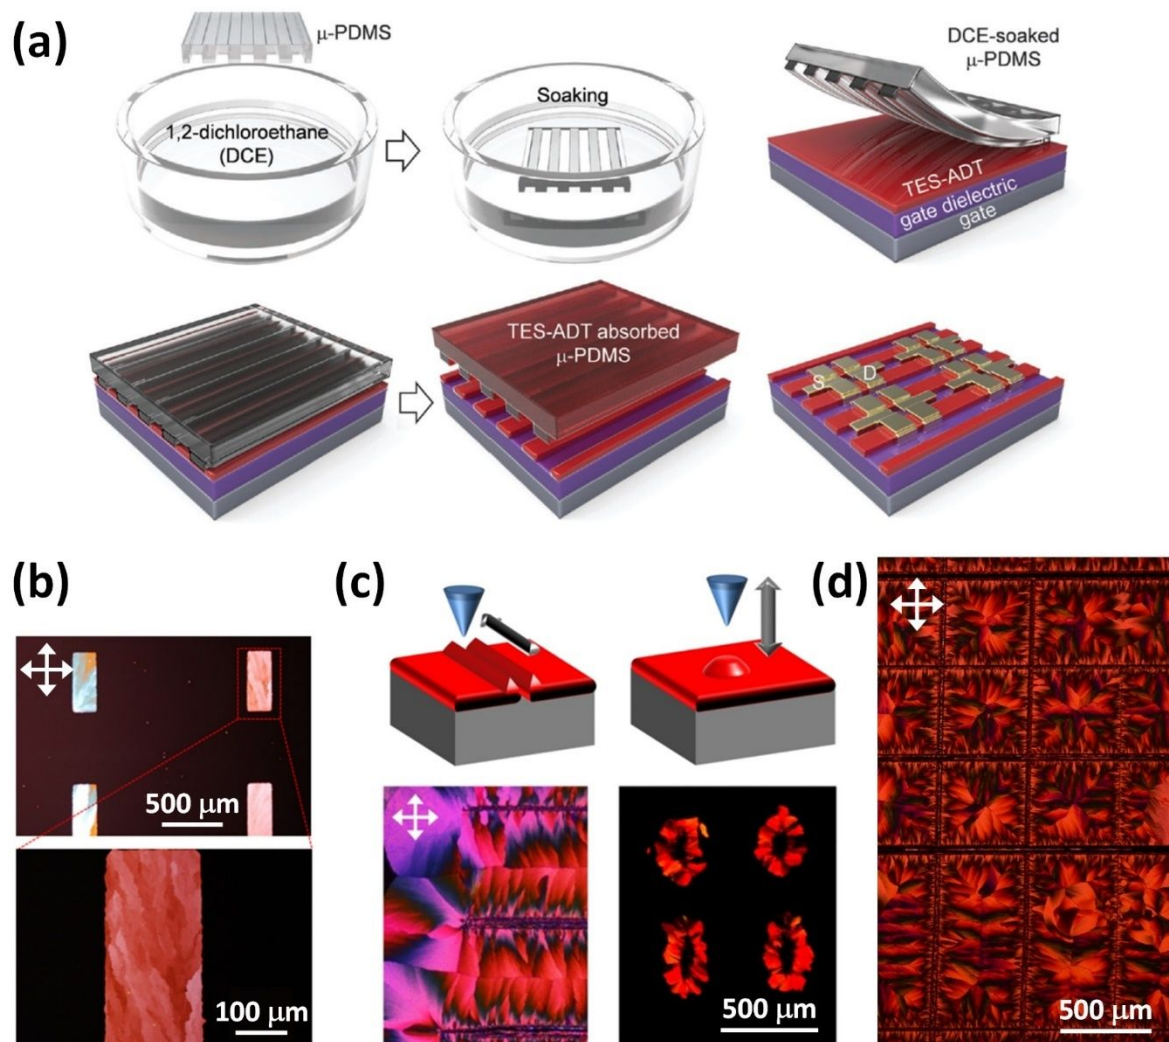 (a)
μ-PDMS
1,2-dichloroethane
(DCE)
Soaking
DCE-soaked
μ-PDMS
TES-ADT
gate dielectric
gate
TES-ADT absorbed
μ-PDMS
S
D
(b)
500 μm
100 μm
(c)
500 μm
(d)
500 μm